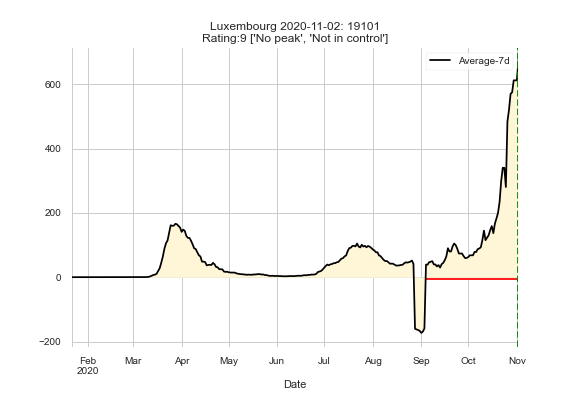 Luxembourg 2020-11-02: 19101
Rating:9 ['No peak', 'Not in control']
Average-7d
600
400
200
0
−200
Feb Mar Apr May Jun Jul Aug Sep Oct Nov
2020
Date